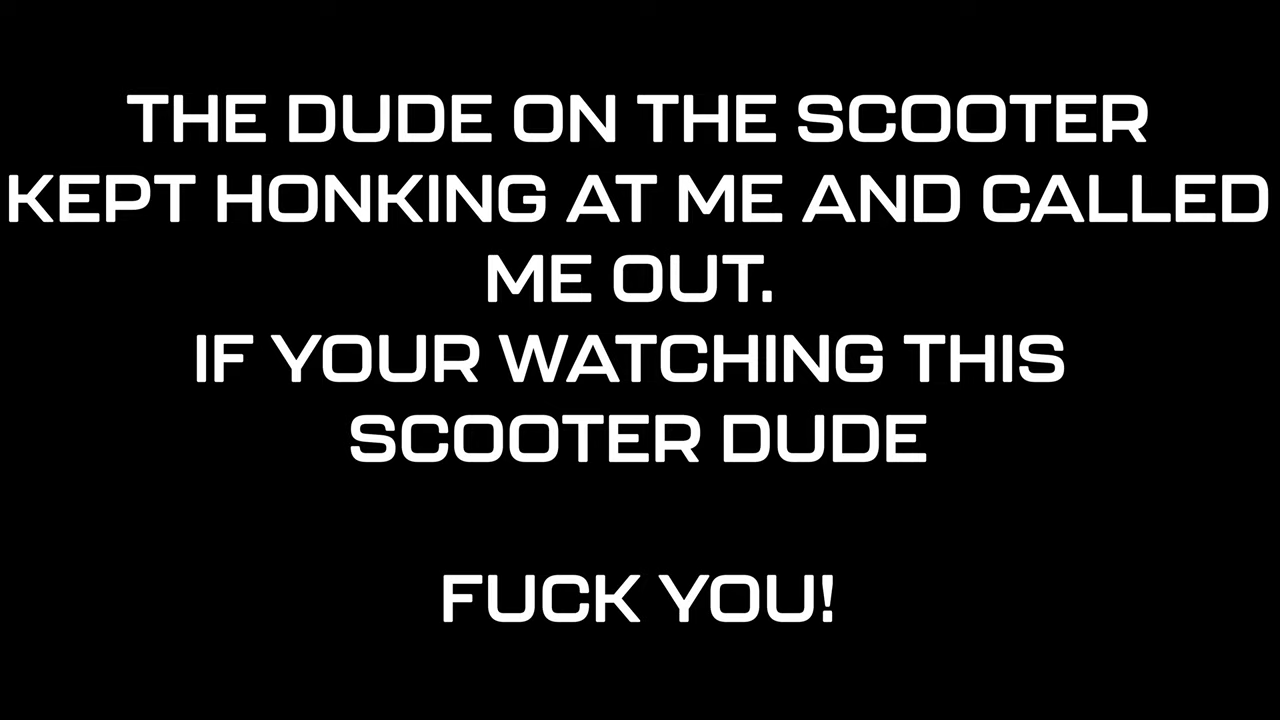 THE DUDE ON THE SCOOTER
KEPT HONKING AT ME AND CALLED
ME OUT.
IF YOUR WATCHING THIS
SCOOTER DUDE
FUCK YOU!